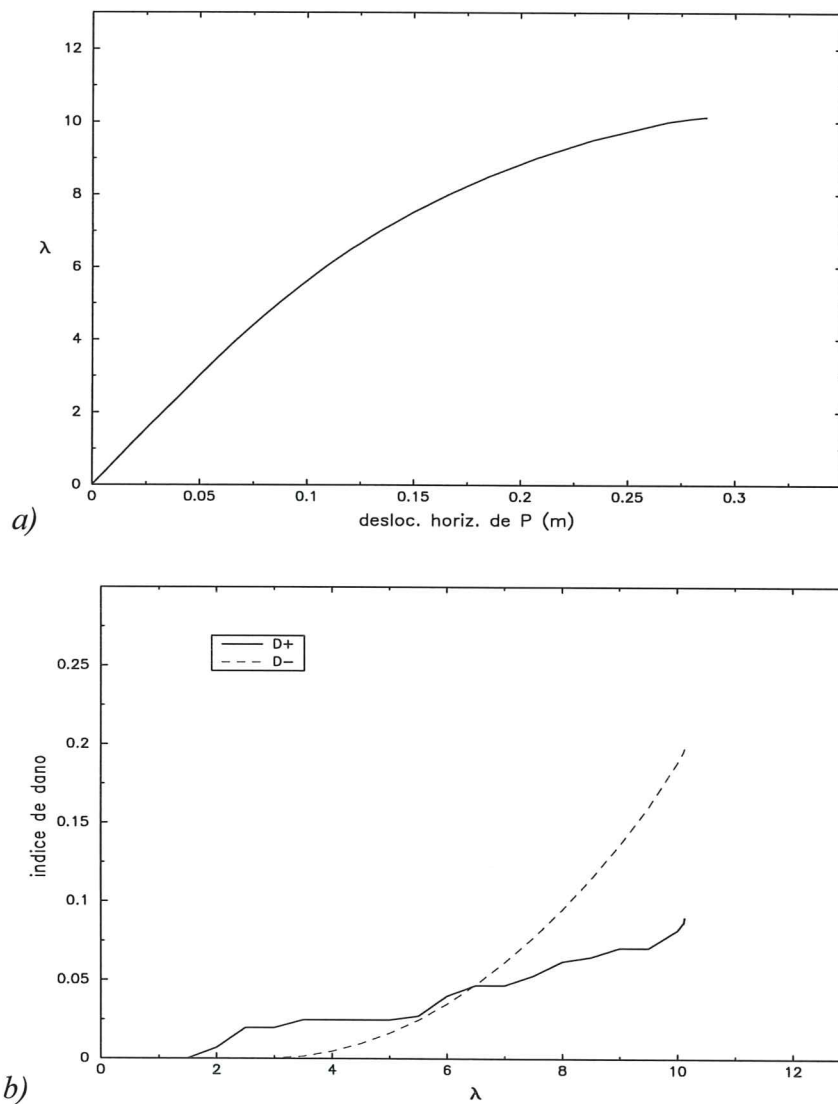 12
10
8
λ
6
4
2
0
0 0.05 0.1 0.15 0.2 0.25 0.3
a)
desloc. horiz. de P (m)
D+
D−
0.25
0.2
indice de dano
0.15
0.1
0.05
0
0 2 4 6 8 10 12
b)
λ